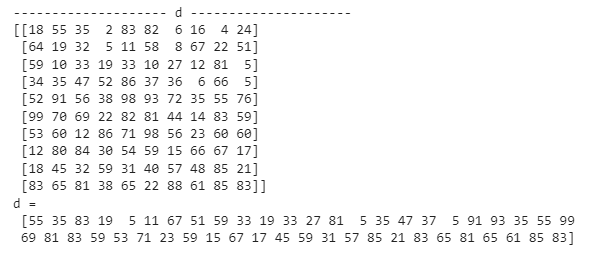 -------------------- d ---------------------
[[18 55 35  2 83 82  6 16  4 24]
 [64 19 32  5 11 58  8 67 22 51]
 [59 10 33 19 33 10 27 12 81  5]
 [34 35 47 52 86 37 36  6 66  5]
 [52 91 56 38 98 93 72 35 55 76]
 [99 70 69 22 82 81 44 14 83 59]
 [53 60 12 86 71 98 56 23 60 60]
 [12 80 84 30 54 59 15 66 67 17]
 [18 45 32 59 31 40 57 48 85 21]
 [83 65 81 38 65 22 88 61 85 83]]
d =
 [55 35 83 19  5 11 67 51 59 33 19 33 27 81  5 35 47 37  5 91 93 35 55 99
 69 81 83 59 53 71 23 59 15 67 17 45 59 31 57 85 21 83 65 81 65 61 85 83]